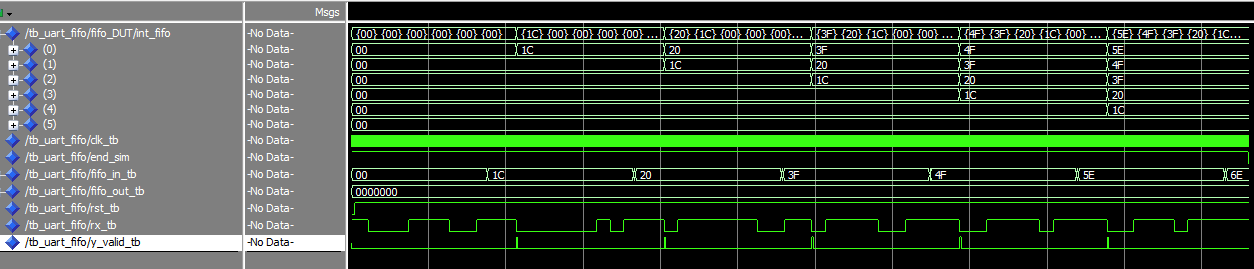 Msgs
/tb_uart_fifo/fifo_DUT/int_fifo -No Data- {00} {00} {00} {00} {00} {00} {1C} {00} {00} {00} {00} ... {20} {1C} {00} {00} {00}... {3F} {20} {1C} {00} {00} ... {4F} {3F} {20} {1C} {00} ... {5E} {4F} {3F} {20} {1C...
(0) -No Data- 00 1C 20 3F 4F 5E
(1) -No Data- 00 1C 20 3F 4F
(2) -No Data- 00 1C 20 3F
(3) -No Data- 00 1C 20
(4) -No Data- 00 1C
(5) -No Data- 00
/tb_uart_fifo/clk_tb -No Data-
/tb_uart_fifo/end_sim -No Data-
/tb_uart_fifo/fifo_in_tb -No Data- 00 1C 20 3F 4F 5E 6E
/tb_uart_fifo/fifo_out_tb -No Data- 0000000
/tb_uart_fifo/rst_tb -No Data-
/tb_uart_fifo/rx_tb -No Data-
/tb_uart_fifo/y_valid_tb -No Data-